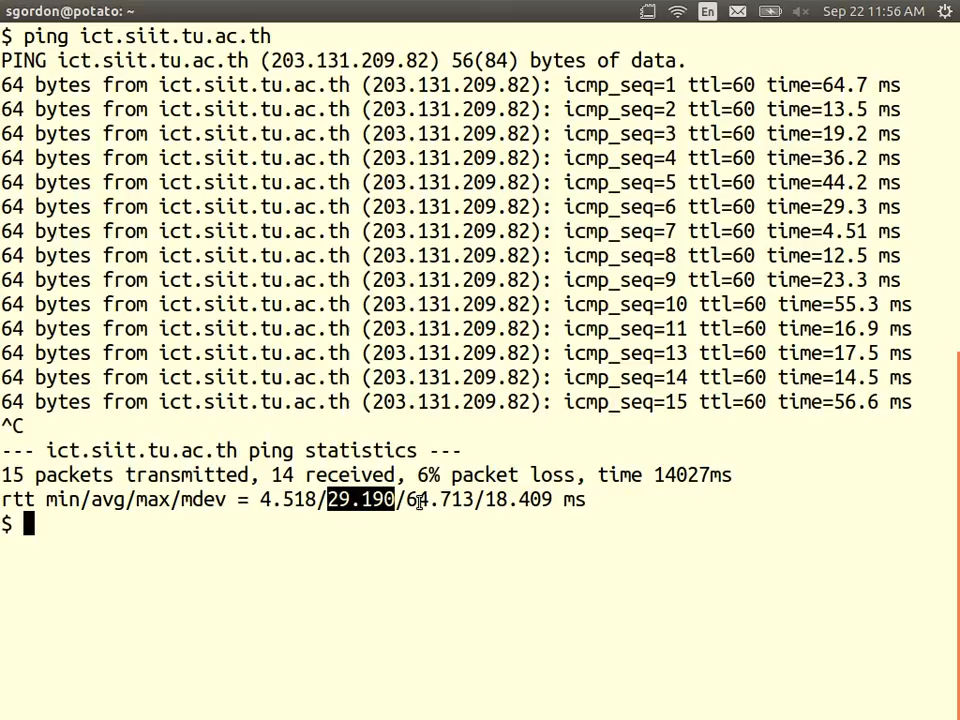 sgordon@potato: ~ En Sep 22 11:56 AM
$ ping ict.siit.tu.ac.th
PING ict.siit.tu.ac.th (203.131.209.82) 56(84) bytes of data.
64 bytes from ict.siit.tu.ac.th (203.131.209.82): icmp_seq=1 ttl=60 time=64.7 ms
64 bytes from ict.siit.tu.ac.th (203.131.209.82): icmp_seq=2 ttl=60 time=13.5 ms
64 bytes from ict.siit.tu.ac.th (203.131.209.82): icmp_seq=3 ttl=60 time=19.2 ms
64 bytes from ict.siit.tu.ac.th (203.131.209.82): icmp_seq=4 ttl=60 time=36.2 ms
64 bytes from ict.siit.tu.ac.th (203.131.209.82): icmp_seq=5 ttl=60 time=44.2 ms
64 bytes from ict.siit.tu.ac.th (203.131.209.82): icmp_seq=6 ttl=60 time=29.3 ms
64 bytes from ict.siit.tu.ac.th (203.131.209.82): icmp_seq=7 ttl=60 time=4.51 ms
64 bytes from ict.siit.tu.ac.th (203.131.209.82): icmp_seq=8 ttl=60 time=12.5 ms
64 bytes from ict.siit.tu.ac.th (203.131.209.82): icmp_seq=9 ttl=60 time=23.3 ms
64 bytes from ict.siit.tu.ac.th (203.131.209.82): icmp_seq=10 ttl=60 time=55.3 ms
64 bytes from ict.siit.tu.ac.th (203.131.209.82): icmp_seq=11 ttl=60 time=16.9 ms
64 bytes from ict.siit.tu.ac.th (203.131.209.82): icmp_seq=13 ttl=60 time=17.5 ms
64 bytes from ict.siit.tu.ac.th (203.131.209.82): icmp_seq=14 ttl=60 time=14.5 ms
64 bytes from ict.siit.tu.ac.th (203.131.209.82): icmp_seq=15 ttl=60 time=56.6 ms
^C
--- ict.siit.tu.ac.th ping statistics ---
15 packets transmitted, 14 received, 6% packet loss, time 14027ms
rtt min/avg/max/mdev = 4.518/29.190/64.713/18.409 ms
$